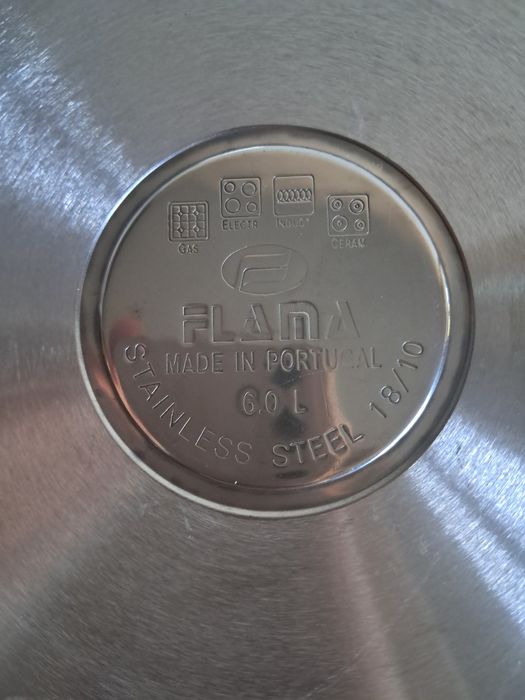 GAS
ELECTR
INDUCT
CERAM
FLAMA
MADE IN PORTUGAL
6.0 L
STAINLESS STEEL 18/10